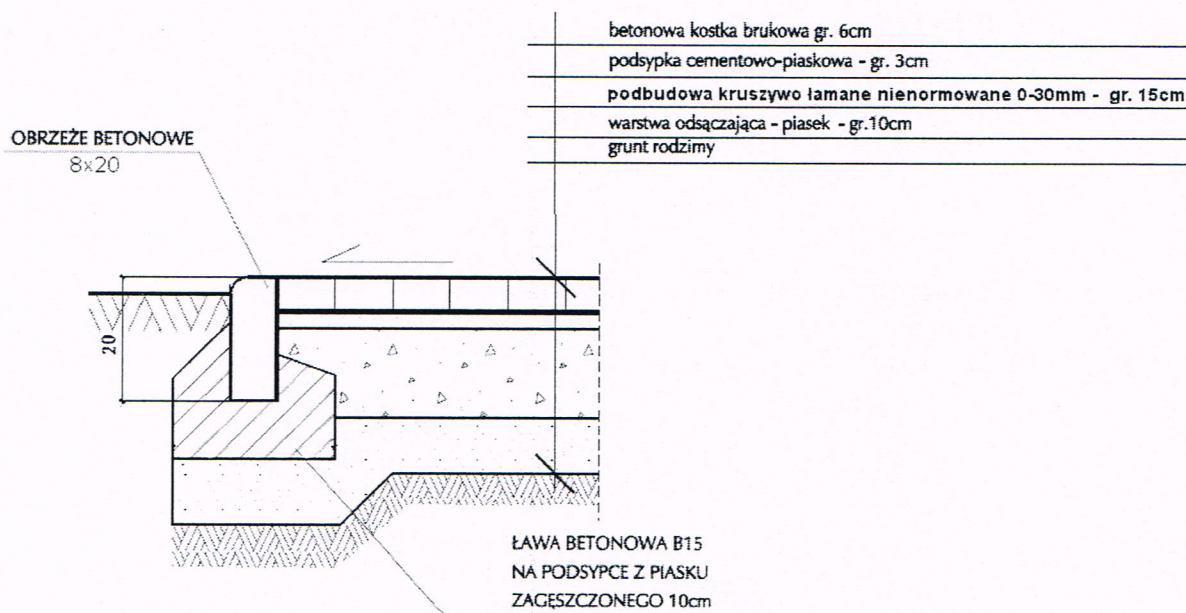 betonowa kostka brukowa gr. 6cm
podsypka cementowo-piaskowa - gr. 3cm
podbudowa kruszywo łamane nienormowane 0-30mm - gr. 15cm
warstwa odsączająca - piasek - gr.10cm
grunt rodzimy
OBRZEŻE BETONOWE
8x20
20
ŁAWA BETONOWA B15
NA PODSYPCE Z PIASKU
ZAGĘSZCZONEGO 10cm